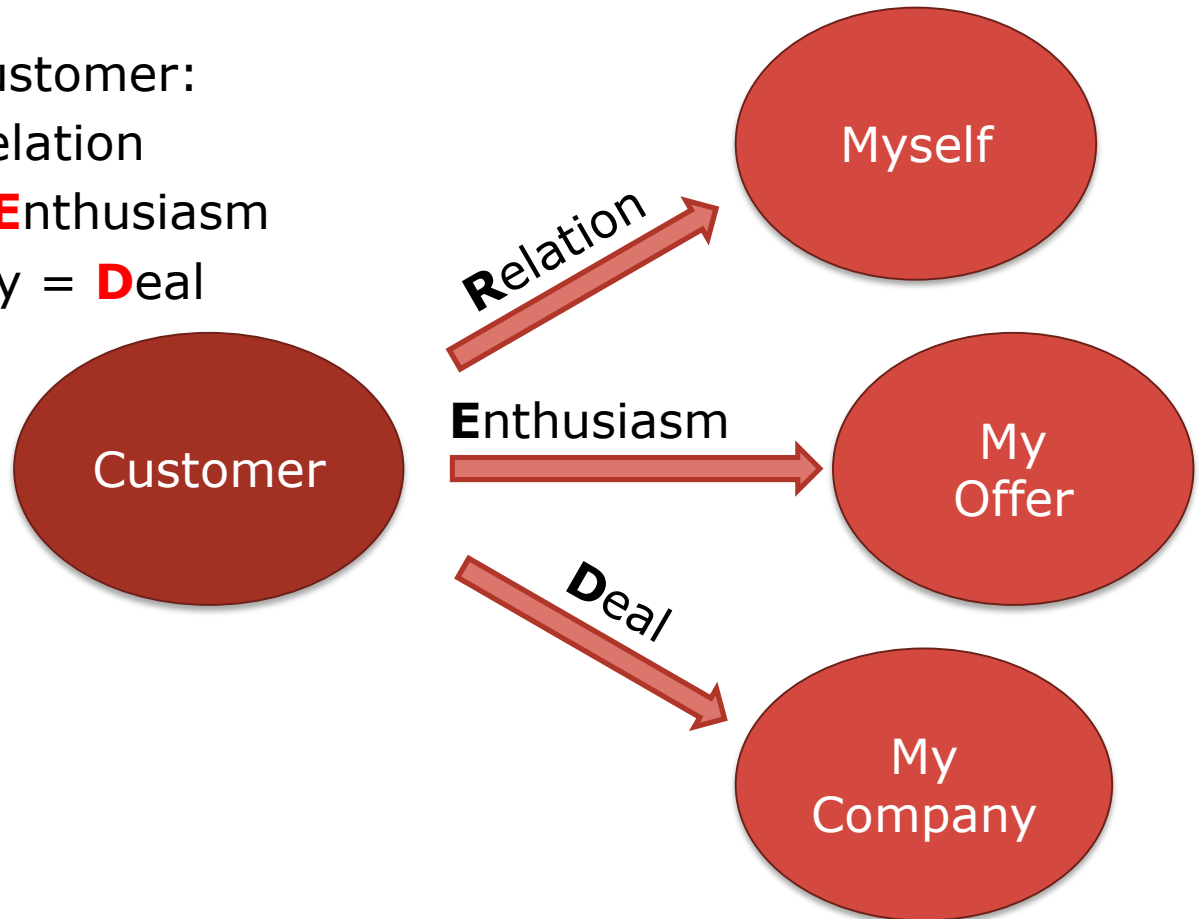 ustomer:
elation
Enthusiasm
y = Deal
Relation
Myself
Enthusiasm
Customer
My
Offer
Deal
My
Company